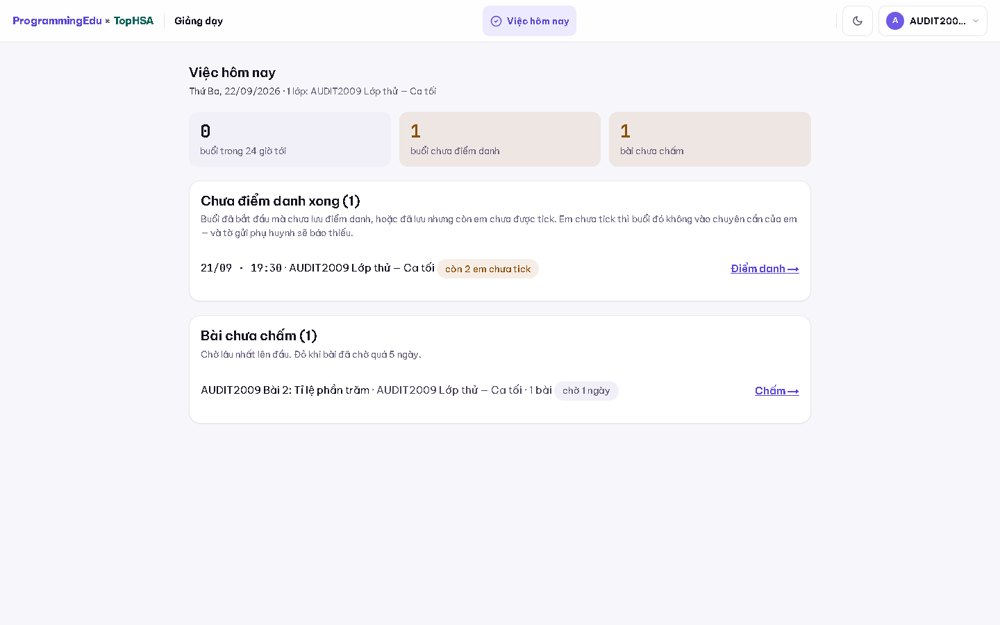 ProgrammingEdu × TopHSA Giảng dạy Việc hôm nay A AUDIT200...
Việc hôm nay
Thứ Ba, 22/09/2026 · 1 lớp: AUDIT2009 Lớp thử — Ca tối
0
buổi trong 24 giờ tới
1
buổi chưa điểm danh
1
bài chưa chấm
Chưa điểm danh xong (1)
Buổi đã bắt đầu mà chưa lưu điểm danh, hoặc đã lưu nhưng còn em chưa được tick. Em chưa tick thì buổi đó không vào chuyên cần của em
— và tờ gửi phụ huynh sẽ báo thiếu.
21/09 · 19:30 · AUDIT2009 Lớp thử — Ca tối còn 2 em chưa tick Điểm danh →
Bài chưa chấm (1)
Chờ lâu nhất lên đầu. Đỏ khi bài đã chờ quá 5 ngày.
AUDIT2009 Bài 2: Tỉ lệ phần trăm · AUDIT2009 Lớp thử — Ca tối · 1 bài chờ 1 ngày Chấm →